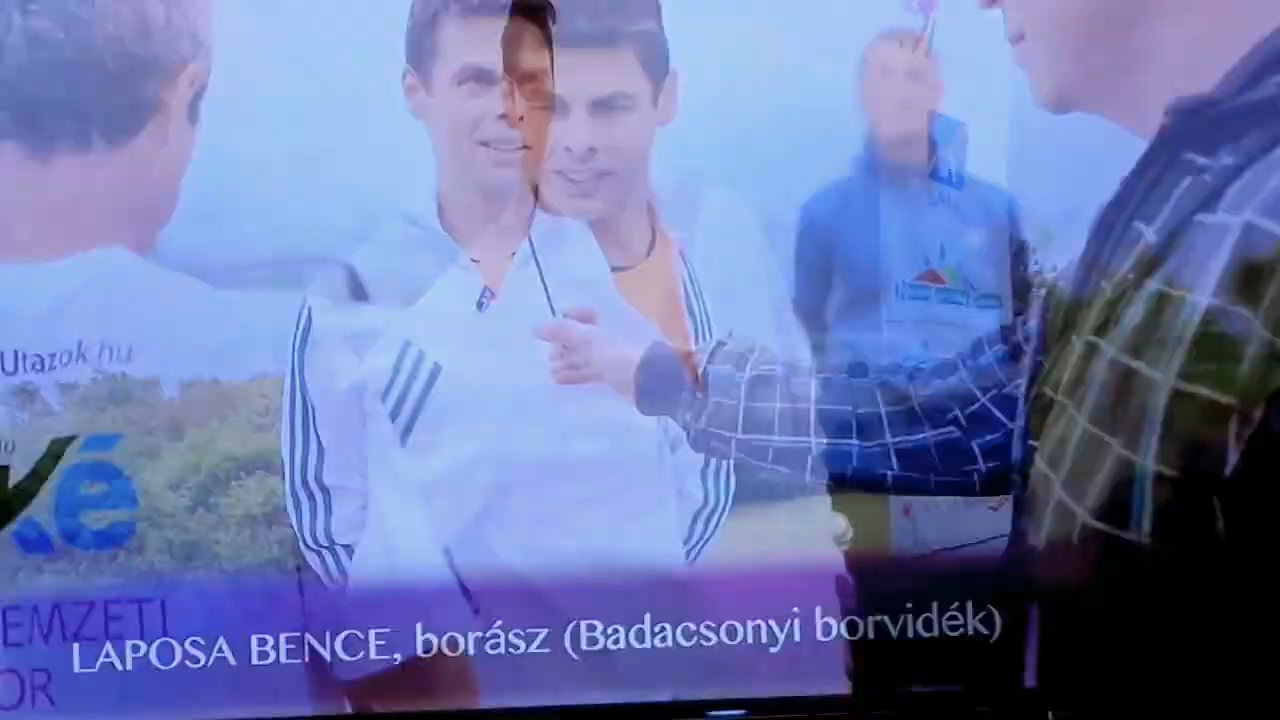 Utazok.hu
é
EMZETI
OR
LAPOSA BENCE, borász (Badacsonyi borvidék)